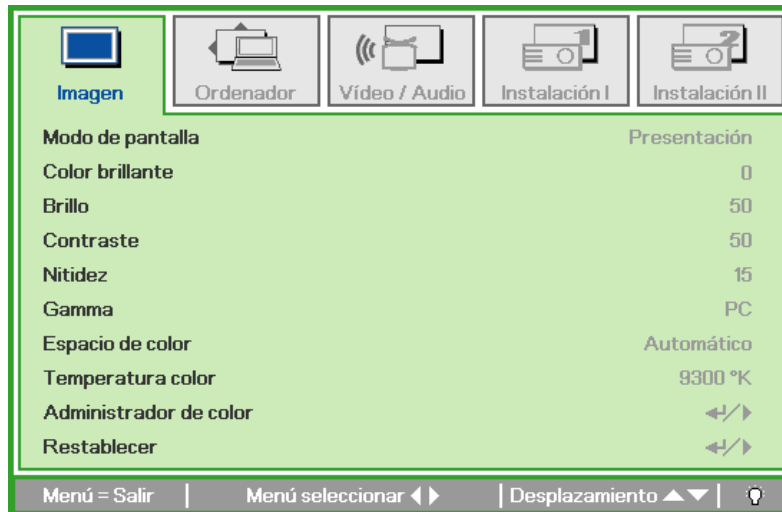 Imagen
Ordenador
Vídeo / Audio
Instalación I
Instalación II
Modo de pantalla Presentación
Color brillante 0
Brillo 50
Contraste 50
Nitidez 15
Gamma PC
Espacio de color Automático
Temperatura color 9300 °K
Administrador de color
Restablecer
Menú = Salir Menú seleccionar Desplazamiento